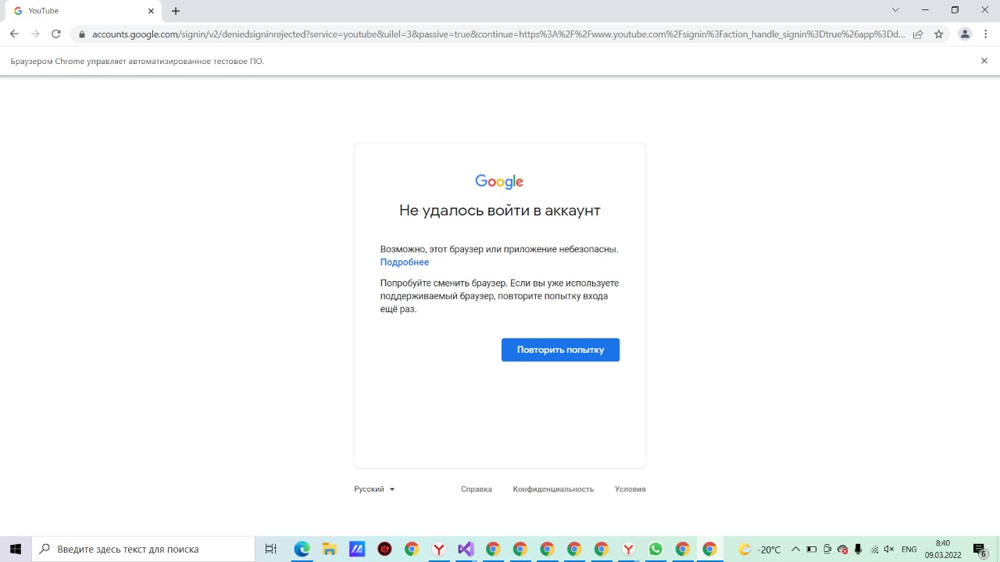 YouTube
accounts.google.com/signin/v2/deniedsigninrejected?service=youtube&uilel=3&passive=true&continue=https%3A%2F%2Fwww.youtube.com%2Fsignin%3Faction_handle_signin%3Dtrue%26app%3Dd...
Браузером Chrome управляет автоматизированное тестовое ПО.
Google
Не удалось войти в аккаунт
Возможно, этот браузер или приложение небезопасны.
Подробнее
Попробуйте сменить браузер. Если вы уже используете
поддерживаемый браузер, повторите попытку входа
ещё раз.
Повторить попытку
Русский
Справка
Конфиденциальность
Условия
Введите здесь текст для поиска
-20°C
ENG
8:40
09.03.2022
6